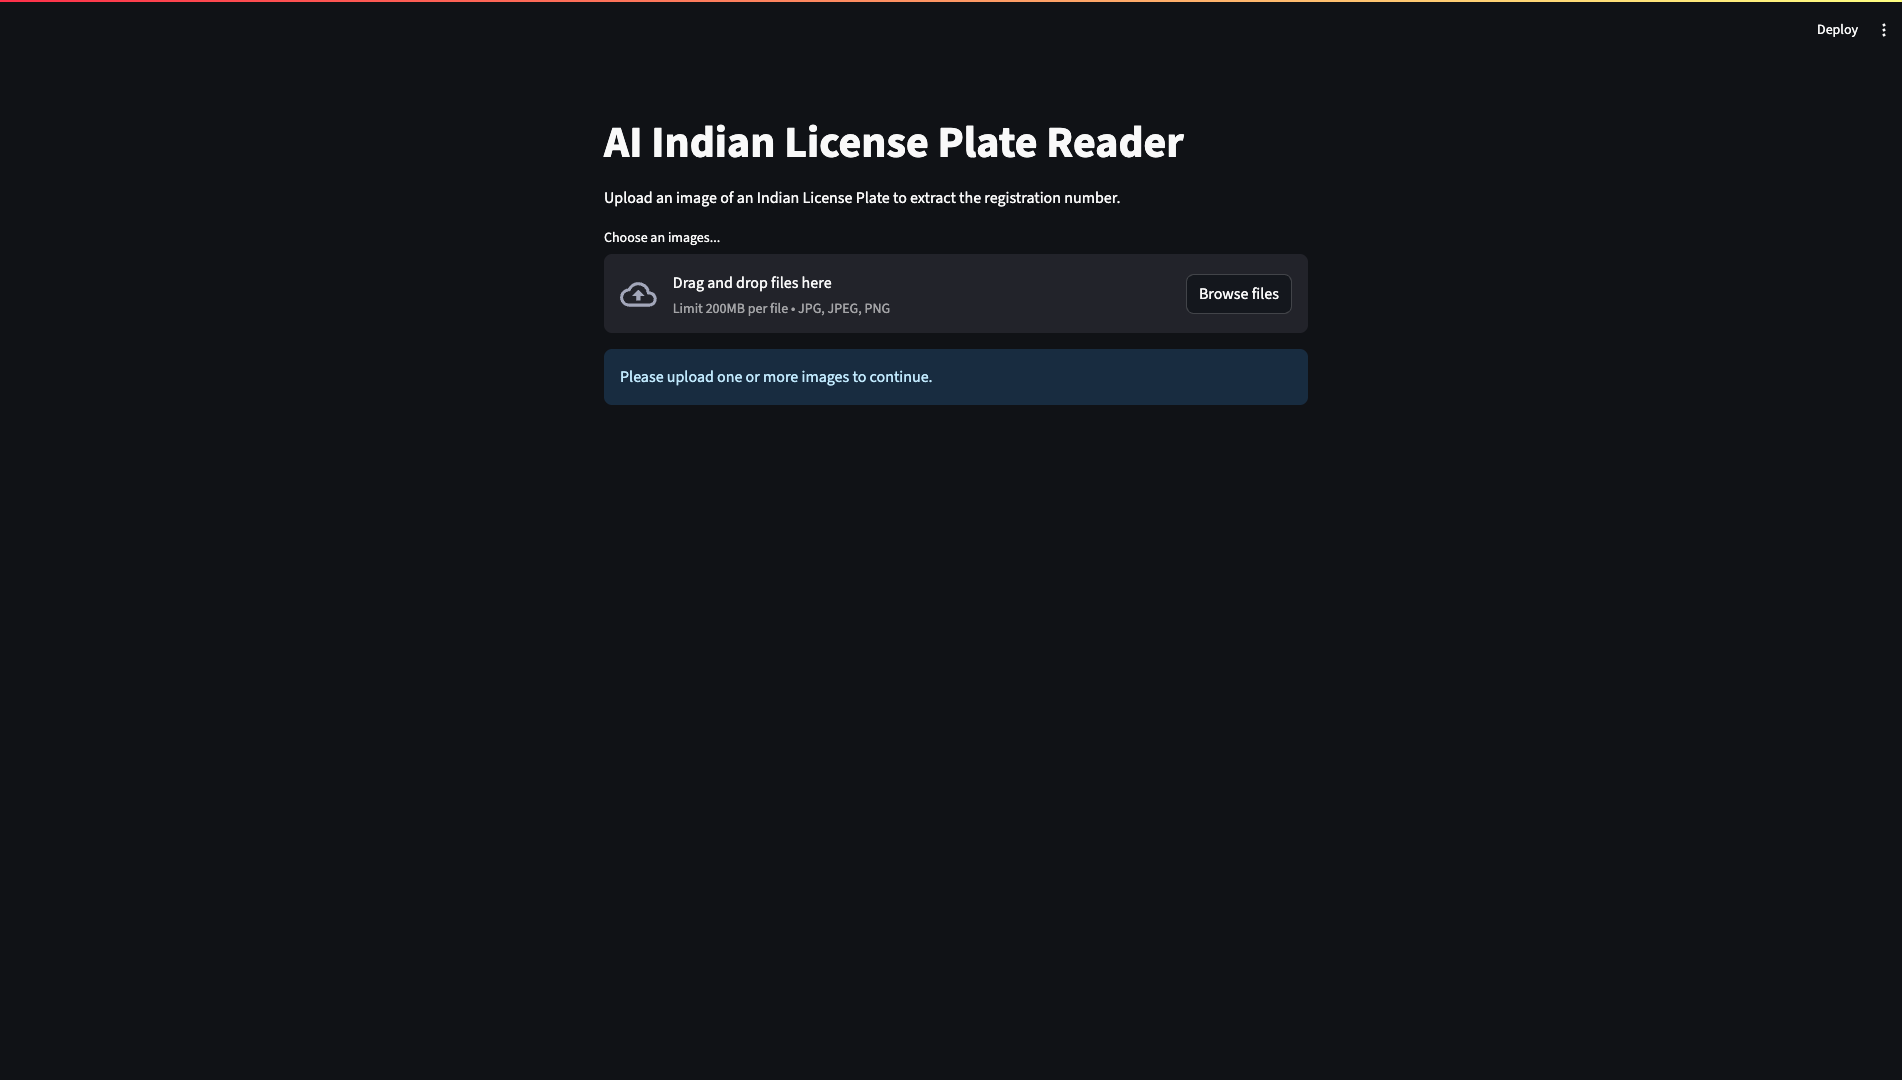 Deploy
AI Indian License Plate Reader
Upload an image of an Indian License Plate to extract the registration number.
Choose an images...
Drag and drop files here
Limit 200MB per file • JPG, JPEG, PNG
Browse files
Please upload one or more images to continue.